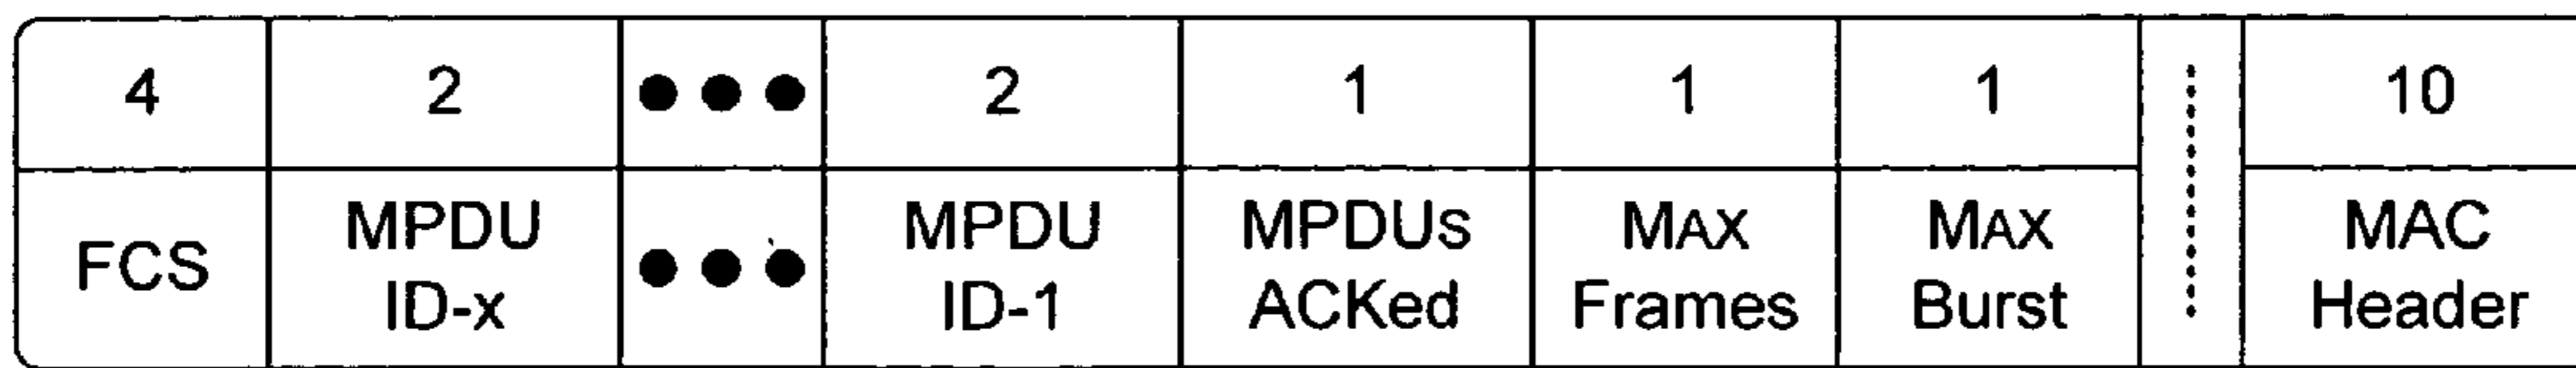 4 2 ●●● 2 1 1 1 10
FCS MPDU ID-x ●●● MPDU ID-1 MPDUs ACKed Max Frames Max Burst MAC Header